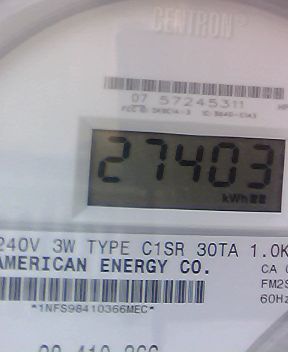 CENTRON®
07 57245311
27403
kWh
240V 3W TYPE C1SR 30TA 1.0K
AMERICAN ENERGY CO.
CA
FM2S
60Hz
*1NFS98410366MEC*